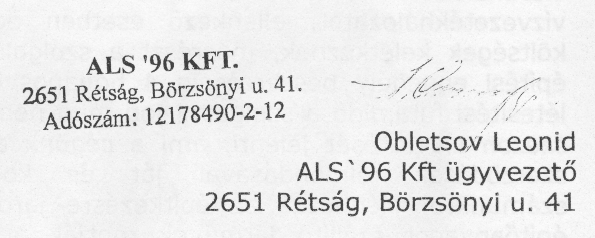 ALS '96 KFT.
2651 Rétság, Börzsönyi u. 41.
Adószám: 12178490-2-12
Obletsov Leonid
ALS`96 Kft ügyvezető
2651 Rétság, Börzsönyi u. 41